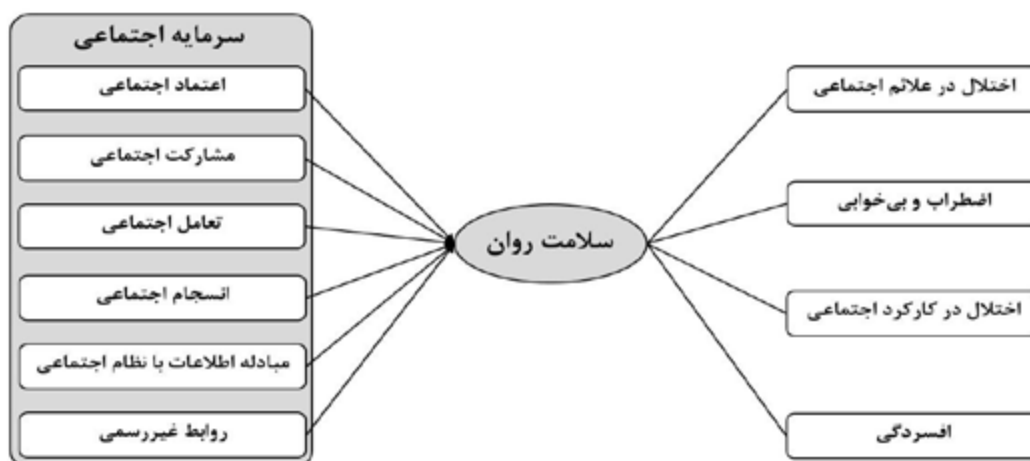 سرمایه اجتماعی
اعتماد اجتماعی
مشارکت اجتماعی
تعامل اجتماعی
انسجام اجتماعی
مبادله اطلاعات با نظام اجتماعی
روابط غیررسمی
سلامت روان
اختلال در علائم اجتماعی
اضطراب و بی‌خوابی
اختلال در کارکرد اجتماعی
افسردگی